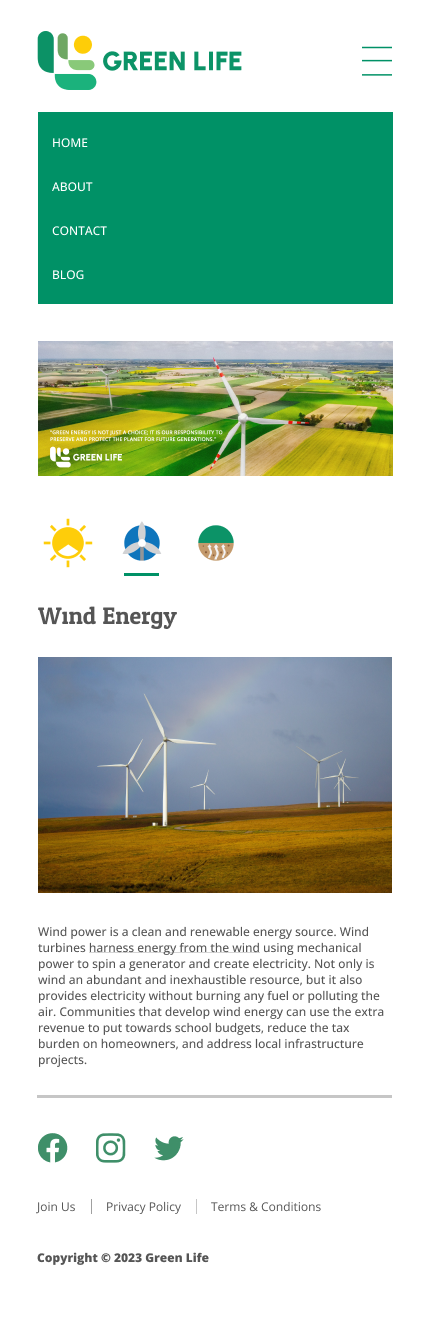 GREEN LIFE
HOME
ABOUT
CONTACT
BLOG
"GREEN ENERGY IS NOT JUST A CHOICE; IT IS OUR RESPONSIBILITY TO
PRESERVE AND PROTECT THE PLANET FOR FUTURE GENERATIONS."
GREEN LIFE
Wind Energy
Wind power is a clean and renewable energy source. Wind
turbines harness energy from the wind using mechanical
power to spin a generator and create electricity. Not only is
wind an abundant and inexhaustible resource, but it also
provides electricity without burning any fuel or polluting the
air. Communities that develop wind energy can use the extra
revenue to put towards school budgets, reduce the tax
burden on homeowners, and address local infrastructure
projects.
Join Us
Privacy Policy
Terms & Conditions
Copyright © 2023 Green Life